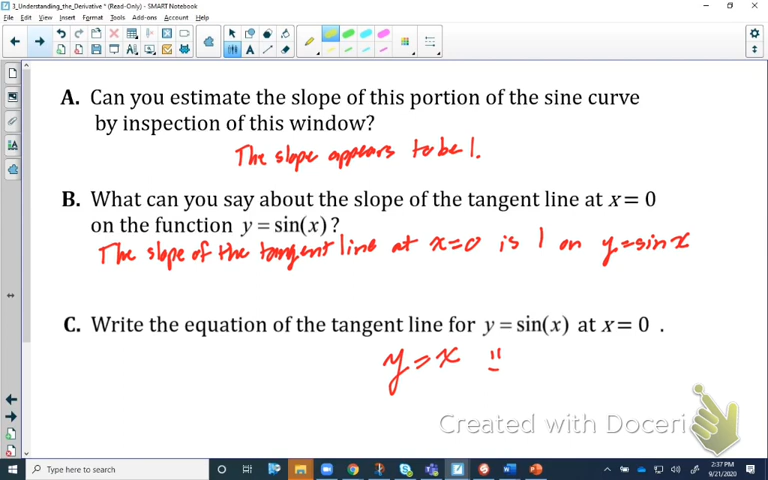 3_Understanding_the_Derivative * (Read-Only) - SMART Notebook
File Edit View Insert Format Tools Add-ons Account Help
A. Can you estimate the slope of this portion of the sine curve
by inspection of this window?
The slope appears to be 1.
B. What can you say about the slope of the tangent line at x = 0
on the function y = sin(x)?
The slope of the tangent line at x=0 is 1 on y=sinx
C. Write the equation of the tangent line for y = sin(x) at x = 0 .
y=x
Created with Doceri
Type here to search
2:37 PM
9/21/2020